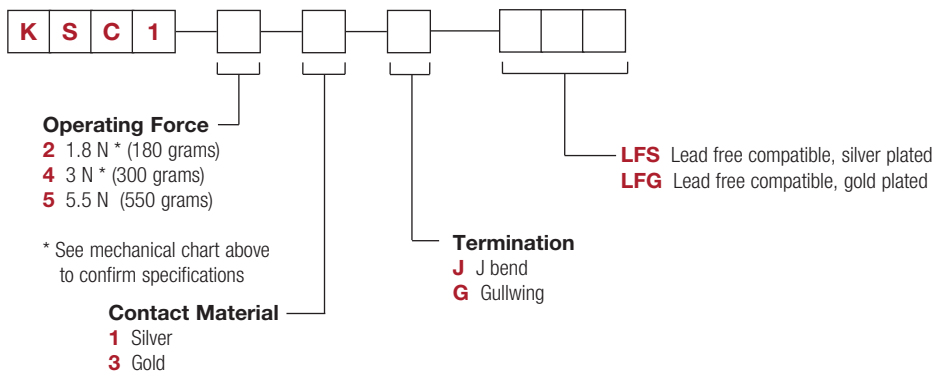 K S C 1
Operating Force
2 1.8 N * (180 grams)
4 3 N * (300 grams)
5 5.5 N (550 grams)
* See mechanical chart above
to confirm specifications
Contact Material
1 Silver
3 Gold
Termination
J J bend
G Gullwing
LFS Lead free compatible, silver plated
LFG Lead free compatible, gold plated